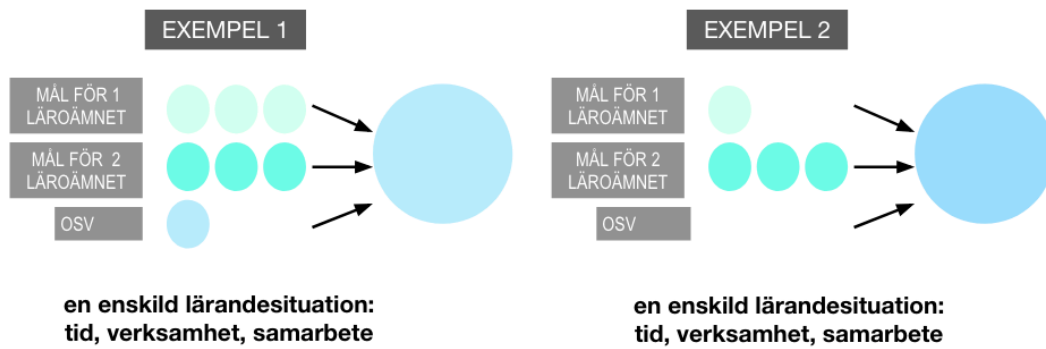 EXEMPEL 1
MÅL FÖR 1
LÄROÄMNET
MÅL FÖR 2
LÄROÄMNET
OSV
en enskild lärandesituation:
tid, verksamhet, samarbete
EXEMPEL 2
MÅL FÖR 1
LÄROÄMNET
MÅL FÖR 2
LÄROÄMNET
OSV
en enskild lärandesituation:
tid, verksamhet, samarbete